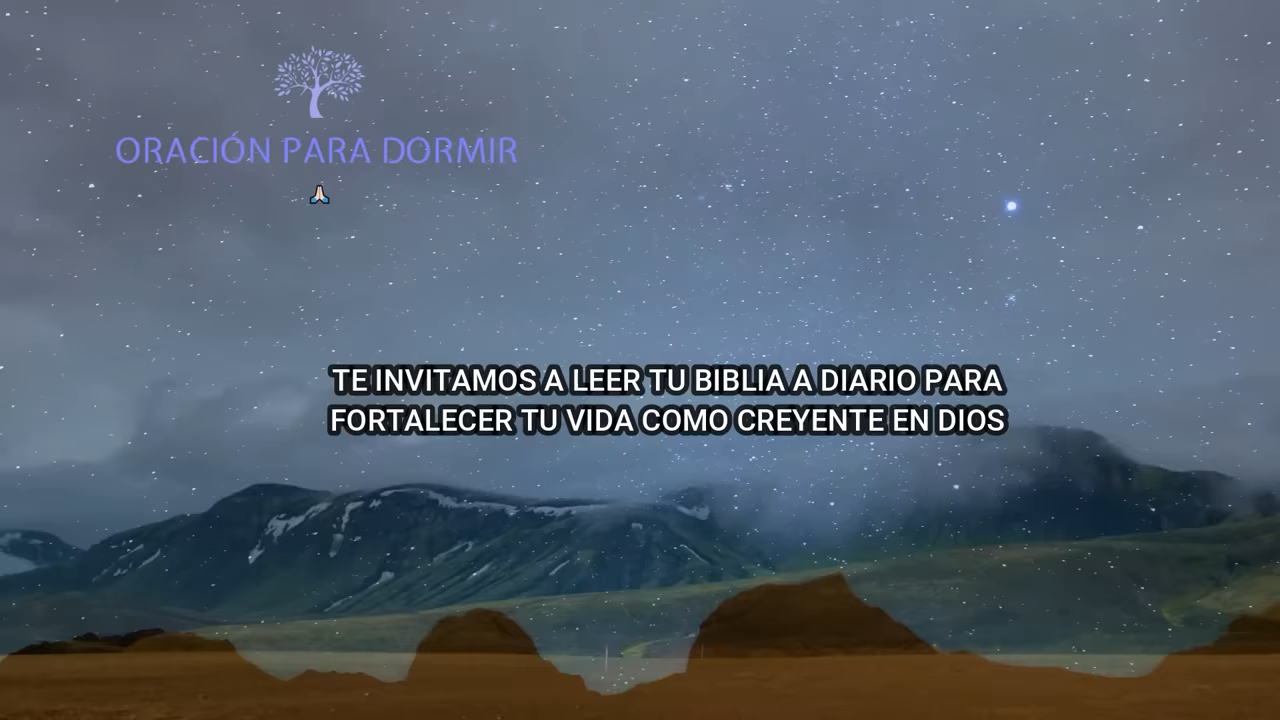 ORACIÓN PARA DORMIR
TE INVITAMOS A LEER TU BIBLIA A DIARIO PARA
FORTALECER TU VIDA COMO CREYENTE EN DIOS